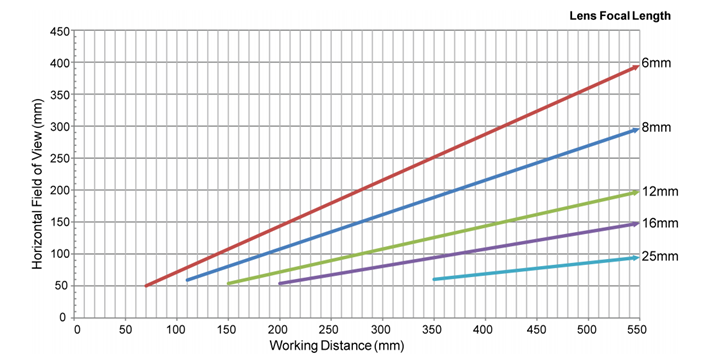 Lens Focal Length
450
400
350
300
250
200
150
100
50
0
Horizontal Field of View (mm)
6mm
8mm
12mm
16mm
25mm
0 50 100 150 200 250 300 350 400 450 500 550
Working Distance (mm)